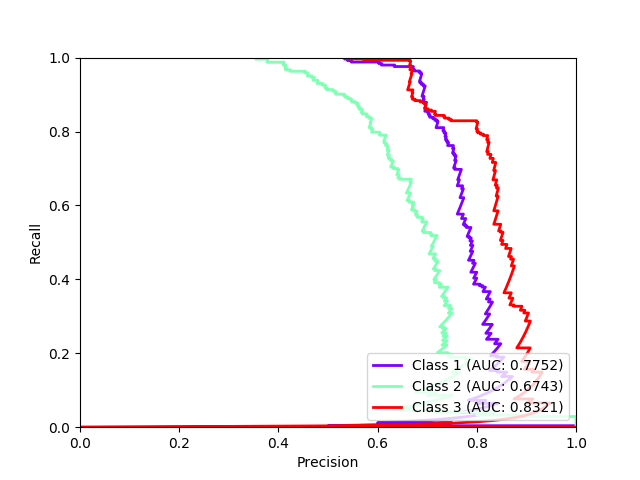 1.0
0.8
0.6
0.4
0.2
0.0
Recall
Class 1 (AUC: 0.7752)
Class 2 (AUC: 0.6743)
Class 3 (AUC: 0.8321)
0.0 0.2 0.4 0.6 0.8 1.0
Precision